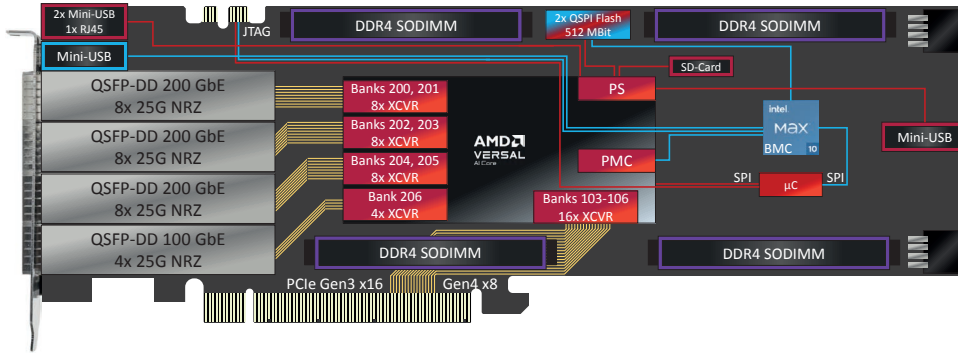 2x Mini-USB
1x RJ45
JTAG
DDR4 SODIMM
2x QSPI Flash
512 MBit
DDR4 SODIMM
Mini-USB
SD-Card
QSFP-DD 200 GbE
8x 25G NRZ
Banks 200, 201
8x XCVR
PS
intel.
MAX
BMC 10
Mini-USB
QSFP-DD 200 GbE
8x 25G NRZ
Banks 202, 203
8x XCVR
AMD
VERSAL
AI Core
PMC
QSFP-DD 200 GbE
8x 25G NRZ
Banks 204, 205
8x XCVR
SPI
µC
SPI
Bank 206
4x XCVR
Banks 103-106
16x XCVR
QSFP-DD 100 GbE
4x 25G NRZ
DDR4 SODIMM
DDR4 SODIMM
PCIe Gen3 x16
Gen4 x8